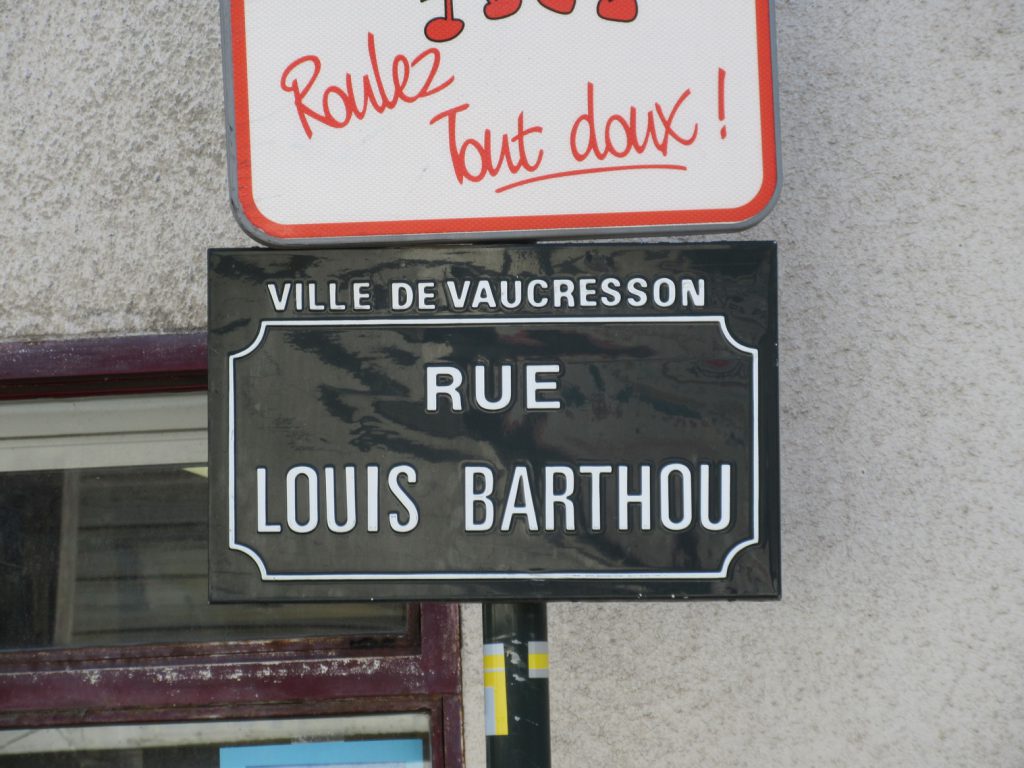 Roulez
Tout doux !
VILLE DE VAUCRESSON
RUE
LOUIS BARTHOU